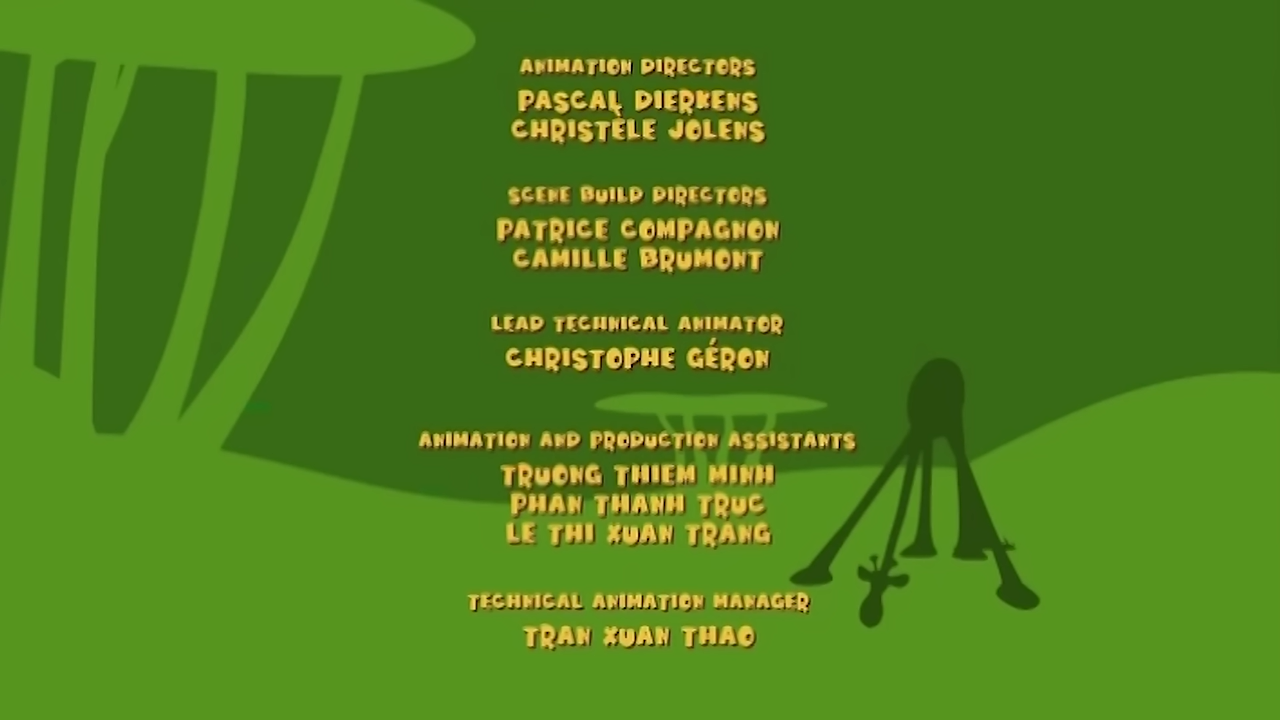 ANIMATION DIRECTORS
PASCAL DIERKENS
CHRISTÈLE JOLENS
SCENE BUILD DIRECTORS
PATRICE COMPAGNON
CAMILLE BRUMONT
LEAD TECHNICAL ANIMATOR
CHRISTOPHE GÉRON
ANIMATION AND PRODUCTION ASSISTANTS
TRUONG THIEM MINH
PHAN THANH TRUC
LE THI XUAN TRANG
TECHNICAL ANIMATION MANAGER
TRAN XUAN THAO